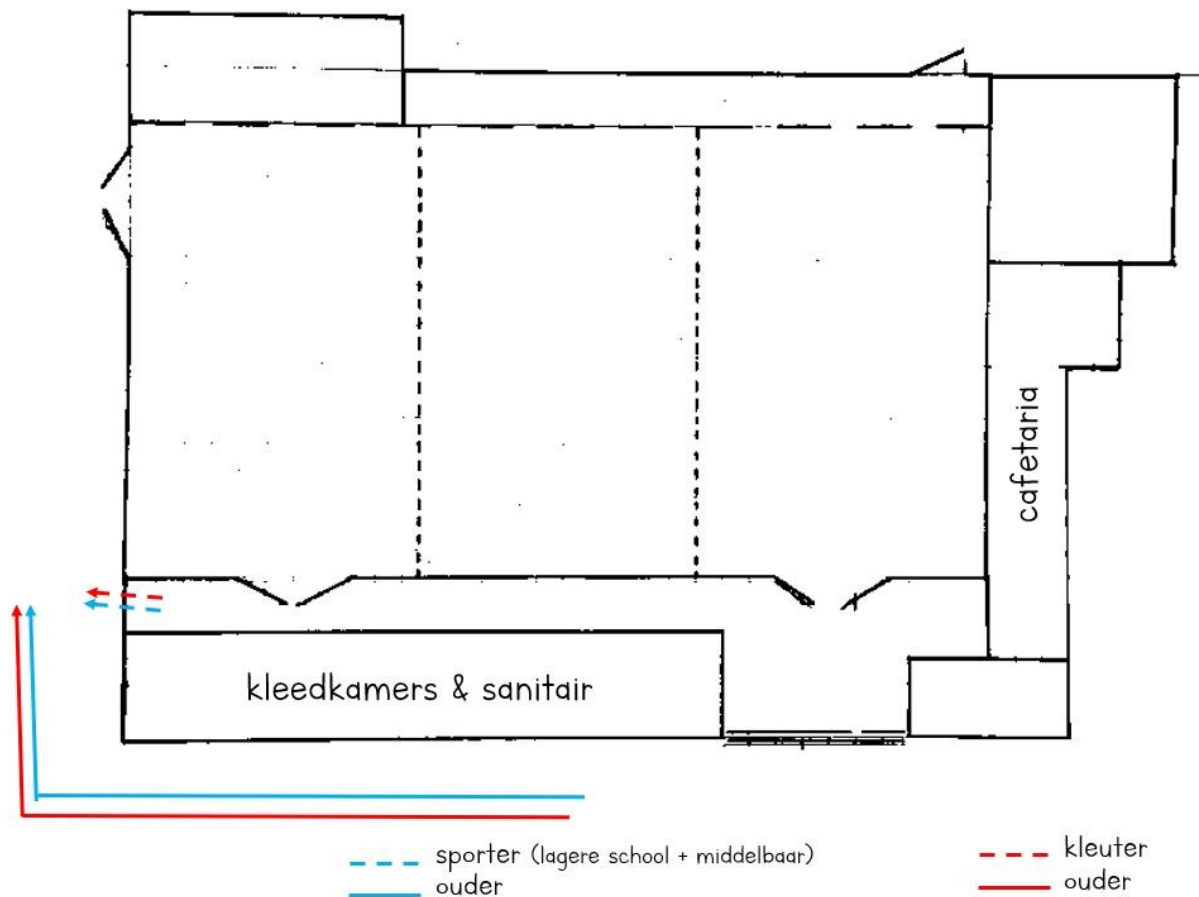 cafetaria
kleedkamers & sanitair
sporter (lagere school + middelbaar)
ouder
kleuter
ouder